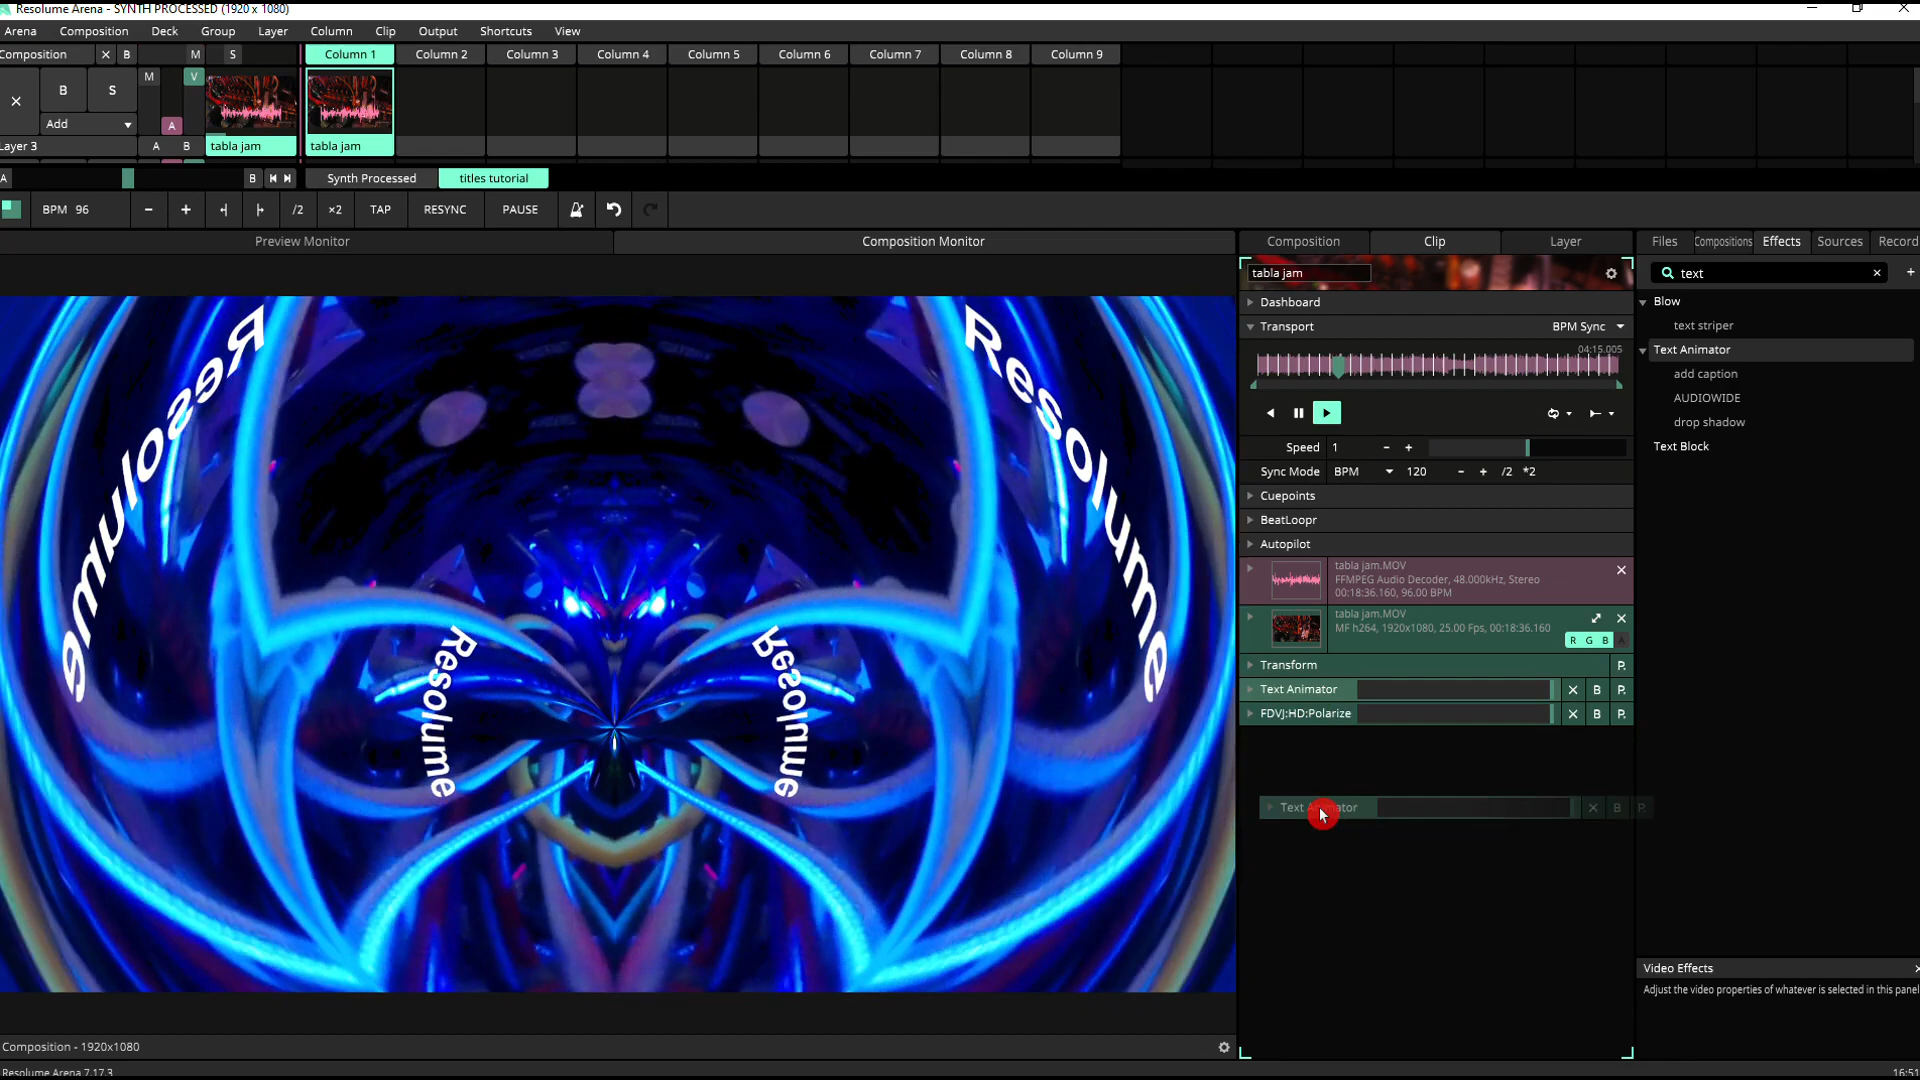 Resolume Arena - SYNTH PROCESSED (1920 x 1080)
Arena Composition Deck Group Layer Column Clip Output Shortcuts View
Composition X B M S Column 1 Column 2 Column 3 Column 4 Column 5 Column 6 Column 7 Column 8 Column 9
M V
B S
Add A
Layer 3 A B tabla jam tabla jam
A B Synth Processed titles tutorial
BPM 96 - + /2 ×2 TAP RESYNC PAUSE
Preview Monitor Composition Monitor
Composition Clip Layer
Files Compositions Effects Sources Record
tabla jam
text
Dashboard
Transport BPM Sync
04:15.005
Speed 1 - +
Sync Mode BPM 120 - + /2 *2
Cuepoints
BeatLoopr
Autopilot
tabla jam.MOV
FFMPEG Audio Decoder, 48.000kHz, Stereo
00:18:36.160, 96.00 BPM
tabla jam.MOV
MF h264, 1920x1080, 25.00 Fps, 00:18:36.160
R G B A
Transform P.
Text Animator X B P.
FDVJ:HD:Polarize X B P.
Text Animator X B P.
Blow
text striper
Text Animator
add caption
AUDIOWIDE
drop shadow
Text Block
Video Effects
Adjust the video properties of whatever is selected in this panel
Resolume
Resolume
Resolume
Resolume
Composition - 1920x1080
Resolume Arena 7.17.3
16:51